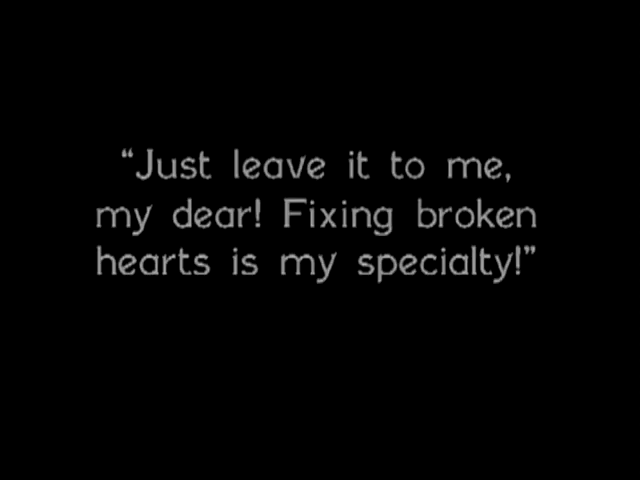 “Just leave it to me,
my dear! Fixing broken
hearts is my specialty!”